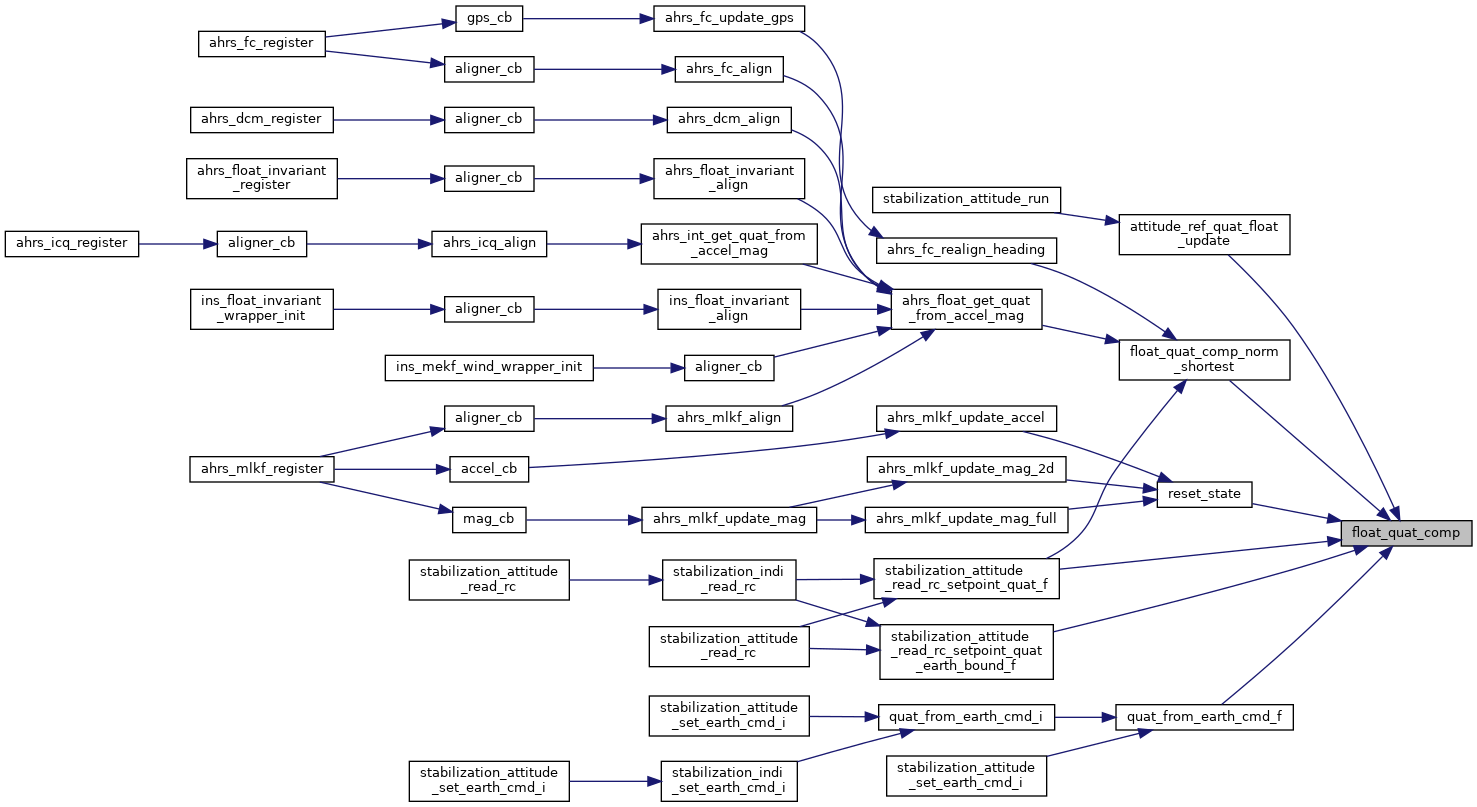 gps_cb
ahrs_fc_update_gps
ahrs_fc_register
aligner_cb
ahrs_fc_align
ahrs_dcm_register
aligner_cb
ahrs_dcm_align
ahrs_float_invariant
_register
aligner_cb
ahrs_float_invariant
_align
stabilization_attitude_run
attitude_ref_quat_float
_update
ahrs_icq_register
aligner_cb
ahrs_icq_align
ahrs_int_get_quat_from
_accel_mag
ahrs_fc_realign_heading
ins_float_invariant
_wrapper_init
aligner_cb
ins_float_invariant
_align
ahrs_float_get_quat
_from_accel_mag
float_quat_comp_norm
_shortest
ins_mekf_wind_wrapper_init
aligner_cb
aligner_cb
ahrs_mlkf_align
ahrs_mlkf_update_accel
ahrs_mlkf_register
accel_cb
ahrs_mlkf_update_mag_2d
reset_state
mag_cb
ahrs_mlkf_update_mag
ahrs_mlkf_update_mag_full
float_quat_comp
stabilization_attitude
_read_rc
stabilization_indi
_read_rc
stabilization_attitude
_read_rc_setpoint_quat_f
stabilization_attitude
_read_rc
stabilization_attitude
_read_rc_setpoint_quat
_earth_bound_f
stabilization_attitude
_set_earth_cmd_i
quat_from_earth_cmd_i
quat_from_earth_cmd_f
stabilization_attitude
_set_earth_cmd_i
stabilization_indi
_set_earth_cmd_i
stabilization_attitude
_set_earth_cmd_i